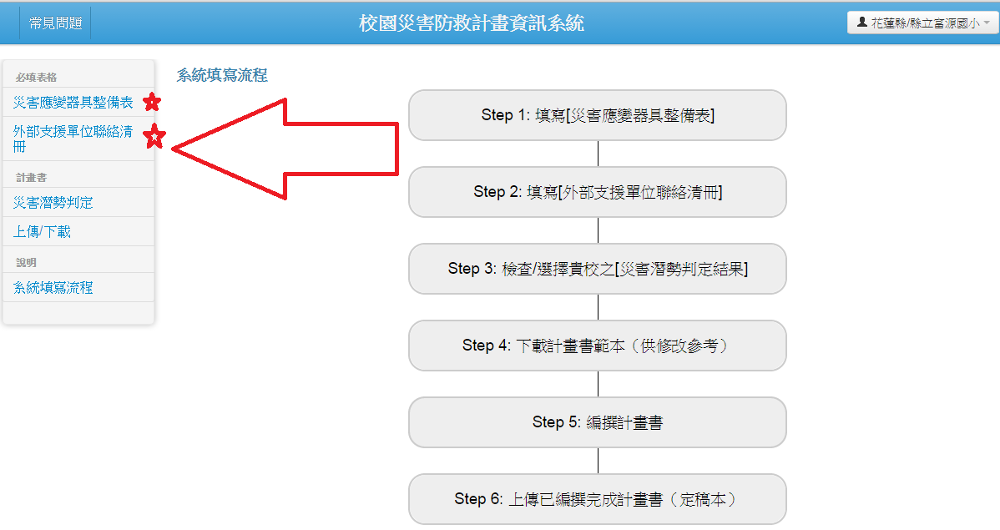 常見問題
校園災害防救計畫資訊系統
花蓮縣/縣立富源國小
必填表格
災害應變器具整備表
外部支援單位聯絡清
冊
計畫書
災害潛勢判定
上傳/下載
說明
系統填寫流程
系統填寫流程
Step 1: 填寫[災害應變器具整備表]
Step 2: 填寫[外部支援單位聯絡清冊]
Step 3: 檢查/選擇貴校之[災害潛勢判定結果]
Step 4: 下載計畫書範本（供修改參考）
Step 5: 編撰計畫書
Step 6: 上傳已編撰完成計畫書（定稿本）